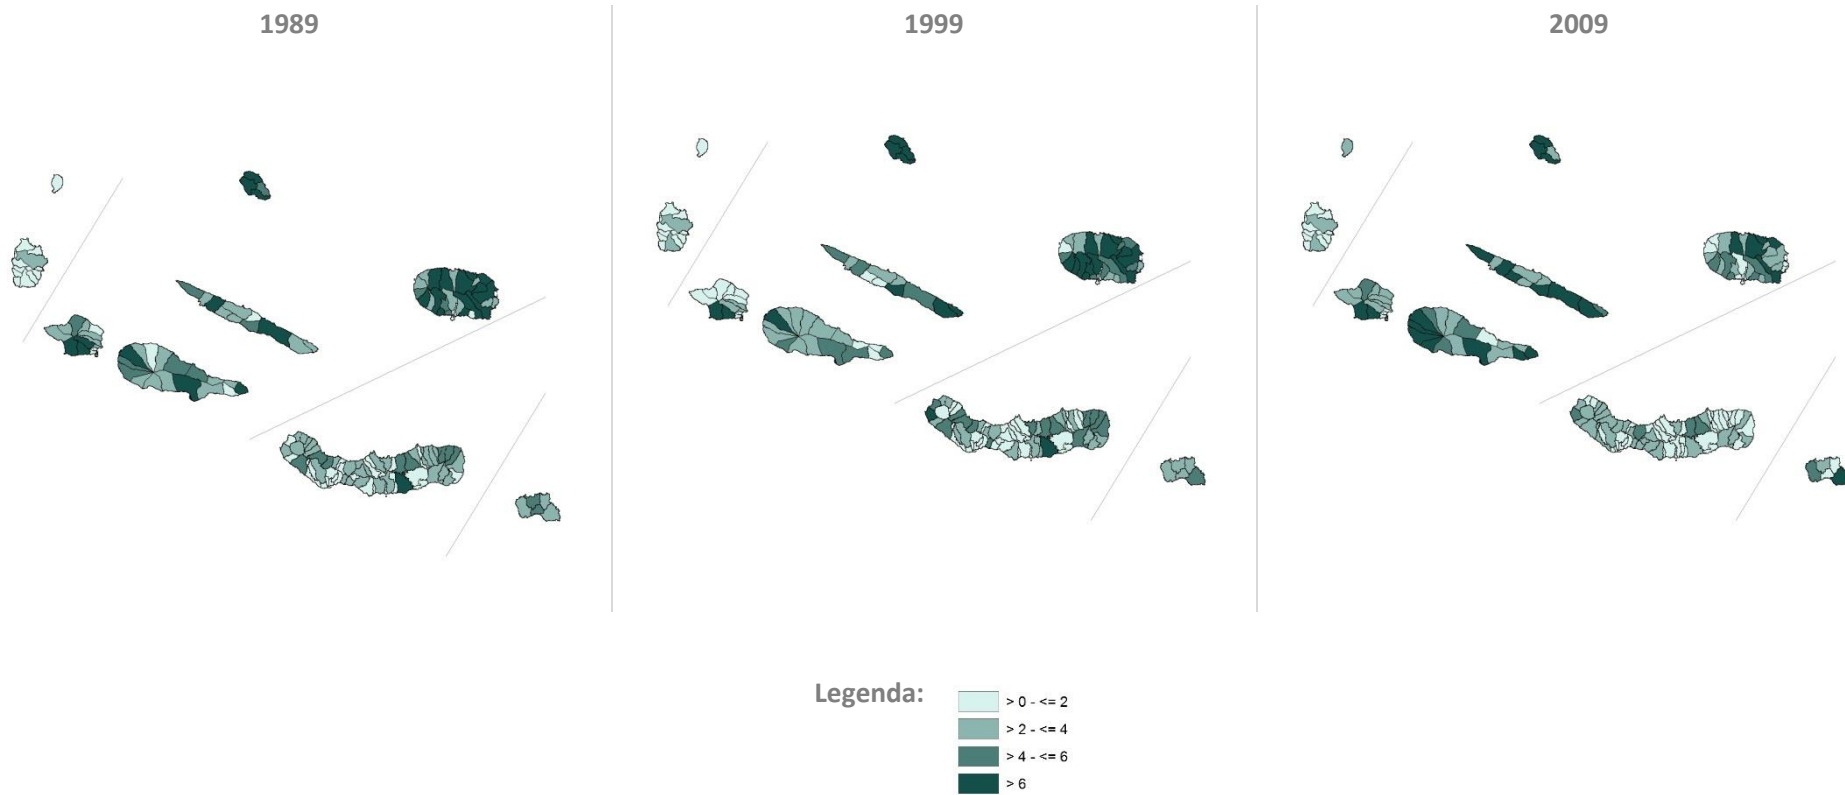 1989
1999
2009
Legenda:
> 0 - <= 2
> 2 - <= 4
> 4 - <= 6
> 6